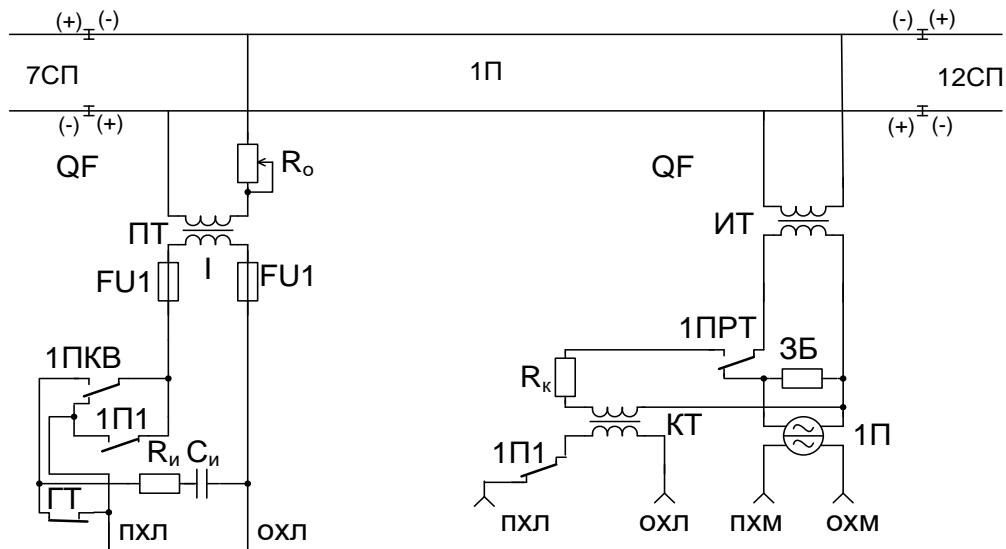 (+) (-)
(-) (+)
7СП
1П
12СП
(-) (+)
(+) (-)
QF
Rо
QF
ПТ
ИТ
FU1
I
FU1
1ПРТ
ЗБ
1ПКВ
Rк
1П1
КТ
1П
Rи
Cи
1П1
ГТ
ПХЛ
ОХЛ
ПХЛ
ОХЛ
ПХМ
ОХМ